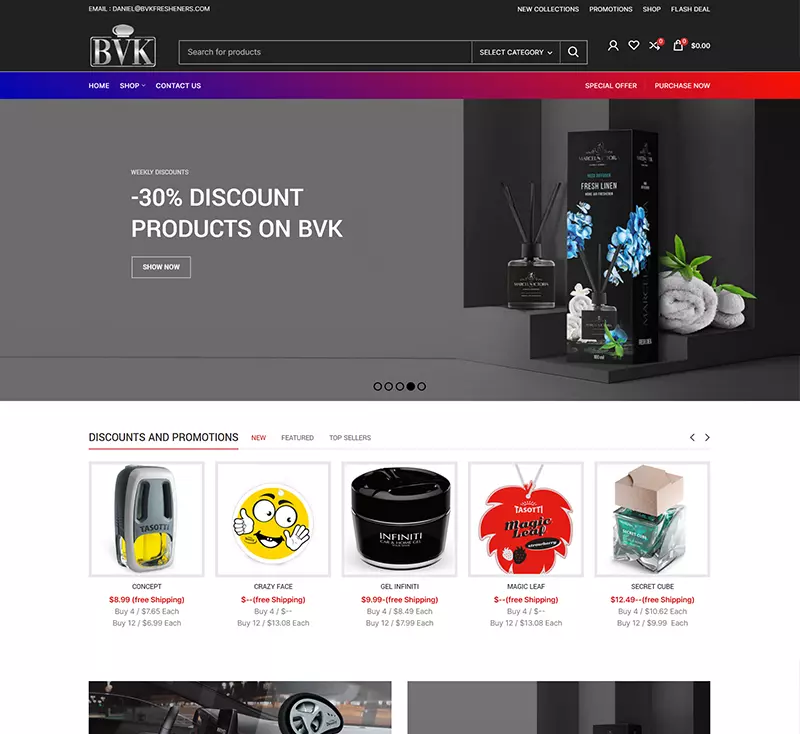 EMAIL : DANIEL@BVKFRESHENERS.COM
NEW COLLECTIONS PROMOTIONS SHOP FLASH DEAL
BVK
Search for products
SELECT CATEGORY
0 0 $0.00
HOME SHOP CONTACT US
SPECIAL OFFER PURCHASE NOW
WEEKLY DISCOUNTS
-30% DISCOUNT
PRODUCTS ON BVK
SHOW NOW
FRESH LINEN
DISCOUNTS AND PROMOTIONS NEW FEATURED TOP SELLERS
TASOTTI
INFINITI
CAR & HOME GEL
TASOTTI
Magic
Leaf
strawberry
SECRET CUBE
CONCEPT
$8.99 (free Shipping)
Buy 4 / $7.65 Each
Buy 12 / $6.99 Each
CRAZY FACE
$--(free Shipping)
Buy 4 / $--
Buy 12 / $13.08 Each
GEL INFINITI
$9.99-(free Shipping)
Buy 4 / $8.49 Each
Buy 12 / $7.99 Each
MAGIC LEAF
$--(free Shipping)
Buy 4 / $--
Buy 12 / $13.08 Each
SECRET CUBE
$12.49--(free Shipping)
Buy 4 / $10.62 Each
Buy 12 / $9.99 Each